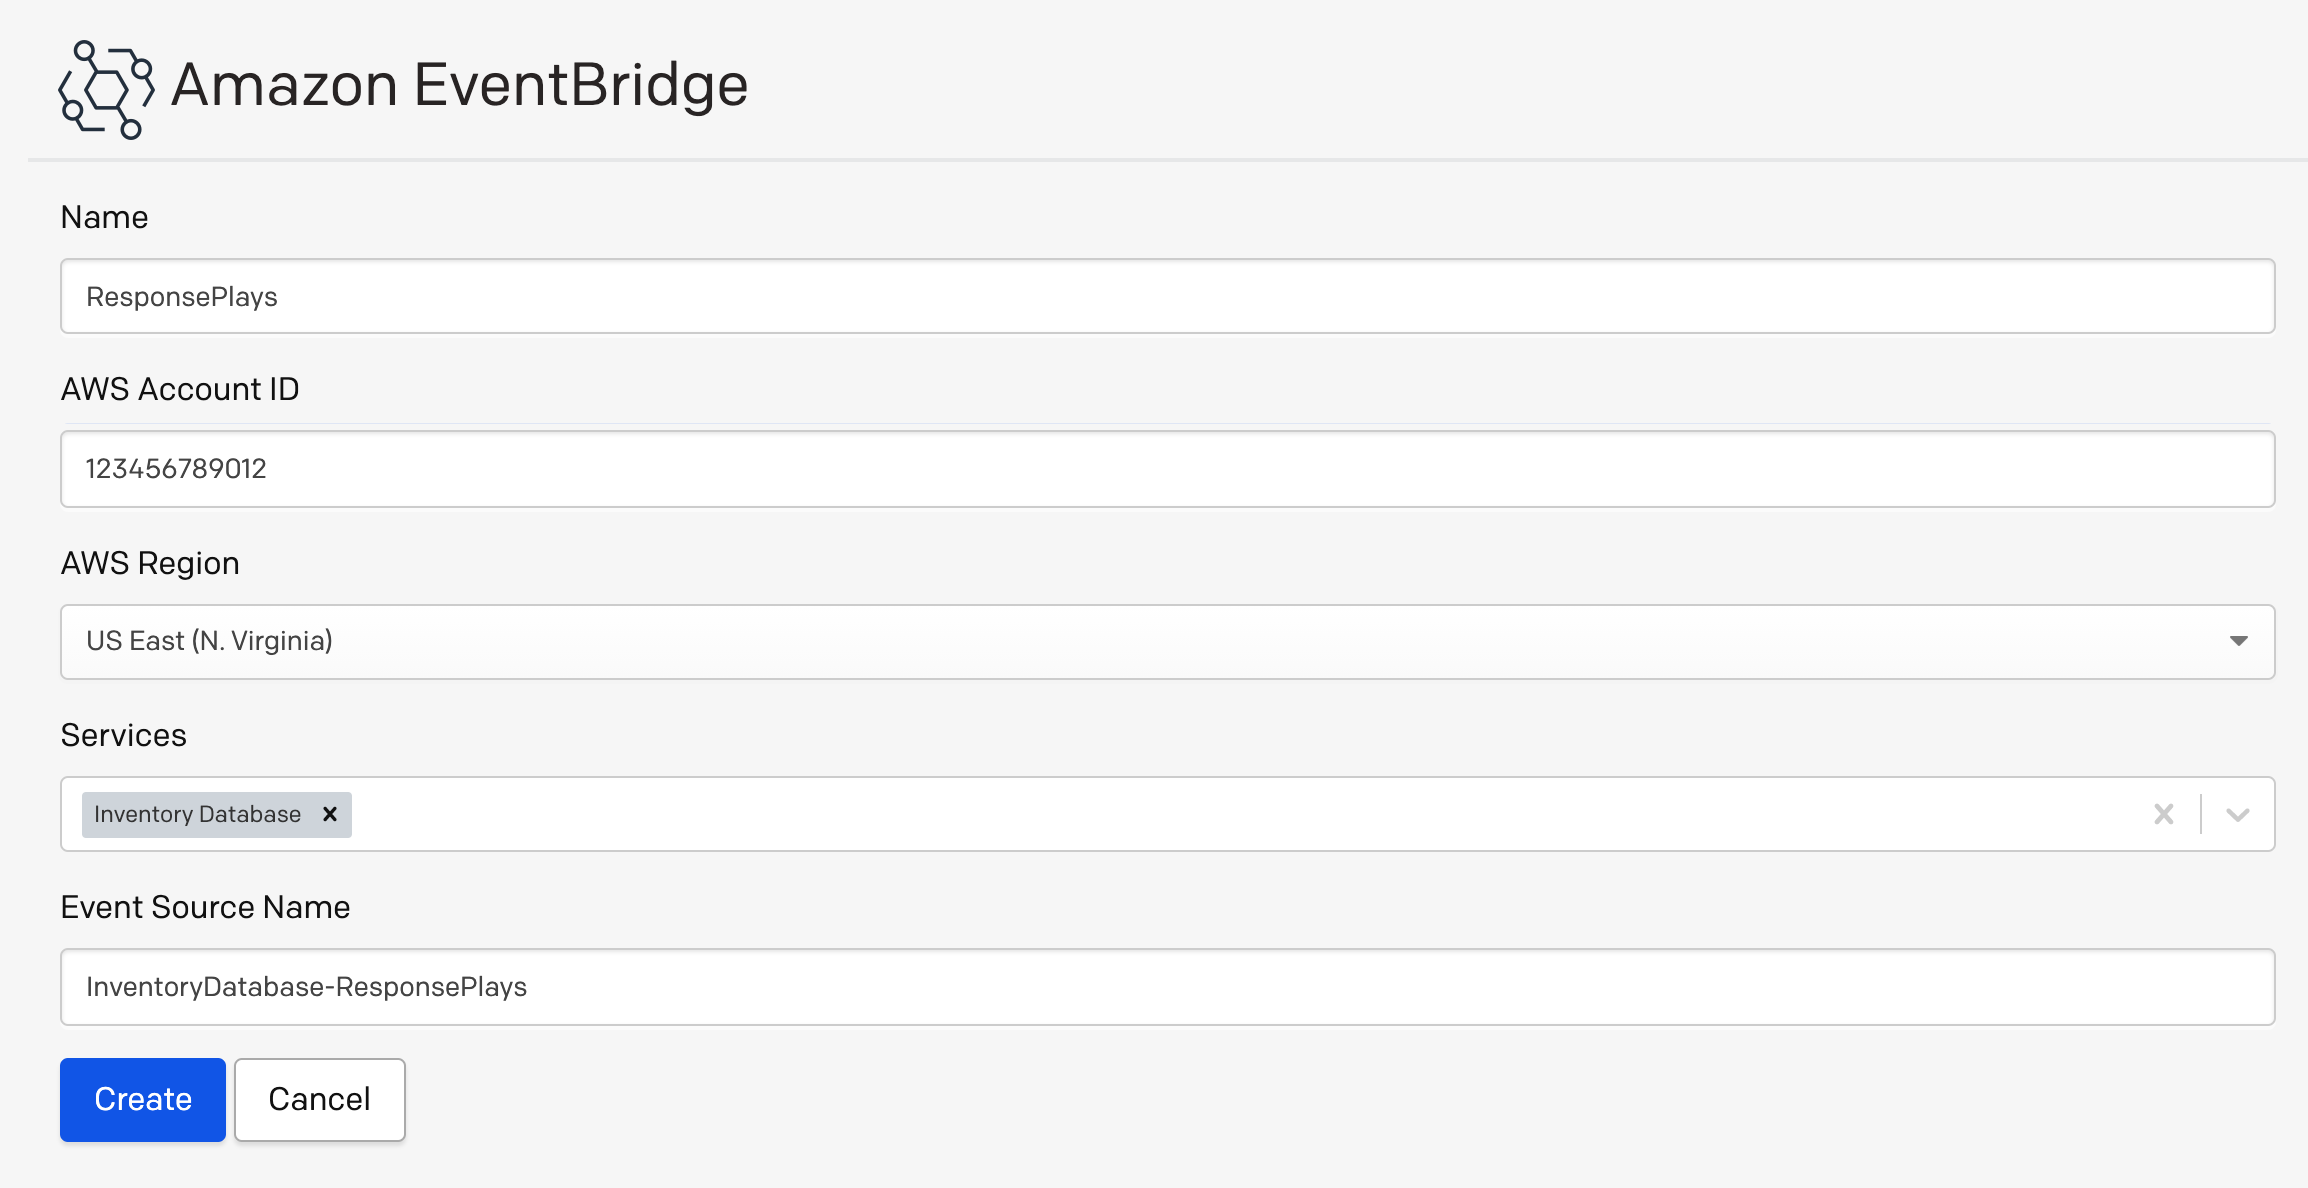 Amazon EventBridge
Name
ResponsePlays
AWS Account ID
123456789012
AWS Region
US East (N. Virginia)
Services
Inventory Database
Event Source Name
InventoryDatabase-ResponsePlays
Create Cancel